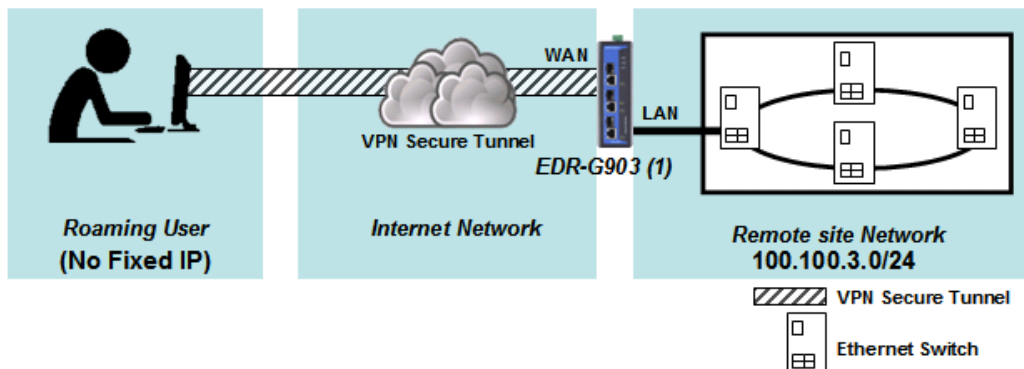 WAN
LAN
VPN Secure Tunnel
EDR-G903 (1)
Roaming User
(No Fixed IP)
Internet Network
Remote site Network
100.100.3.0/24
VPN Secure Tunnel
Ethernet Switch